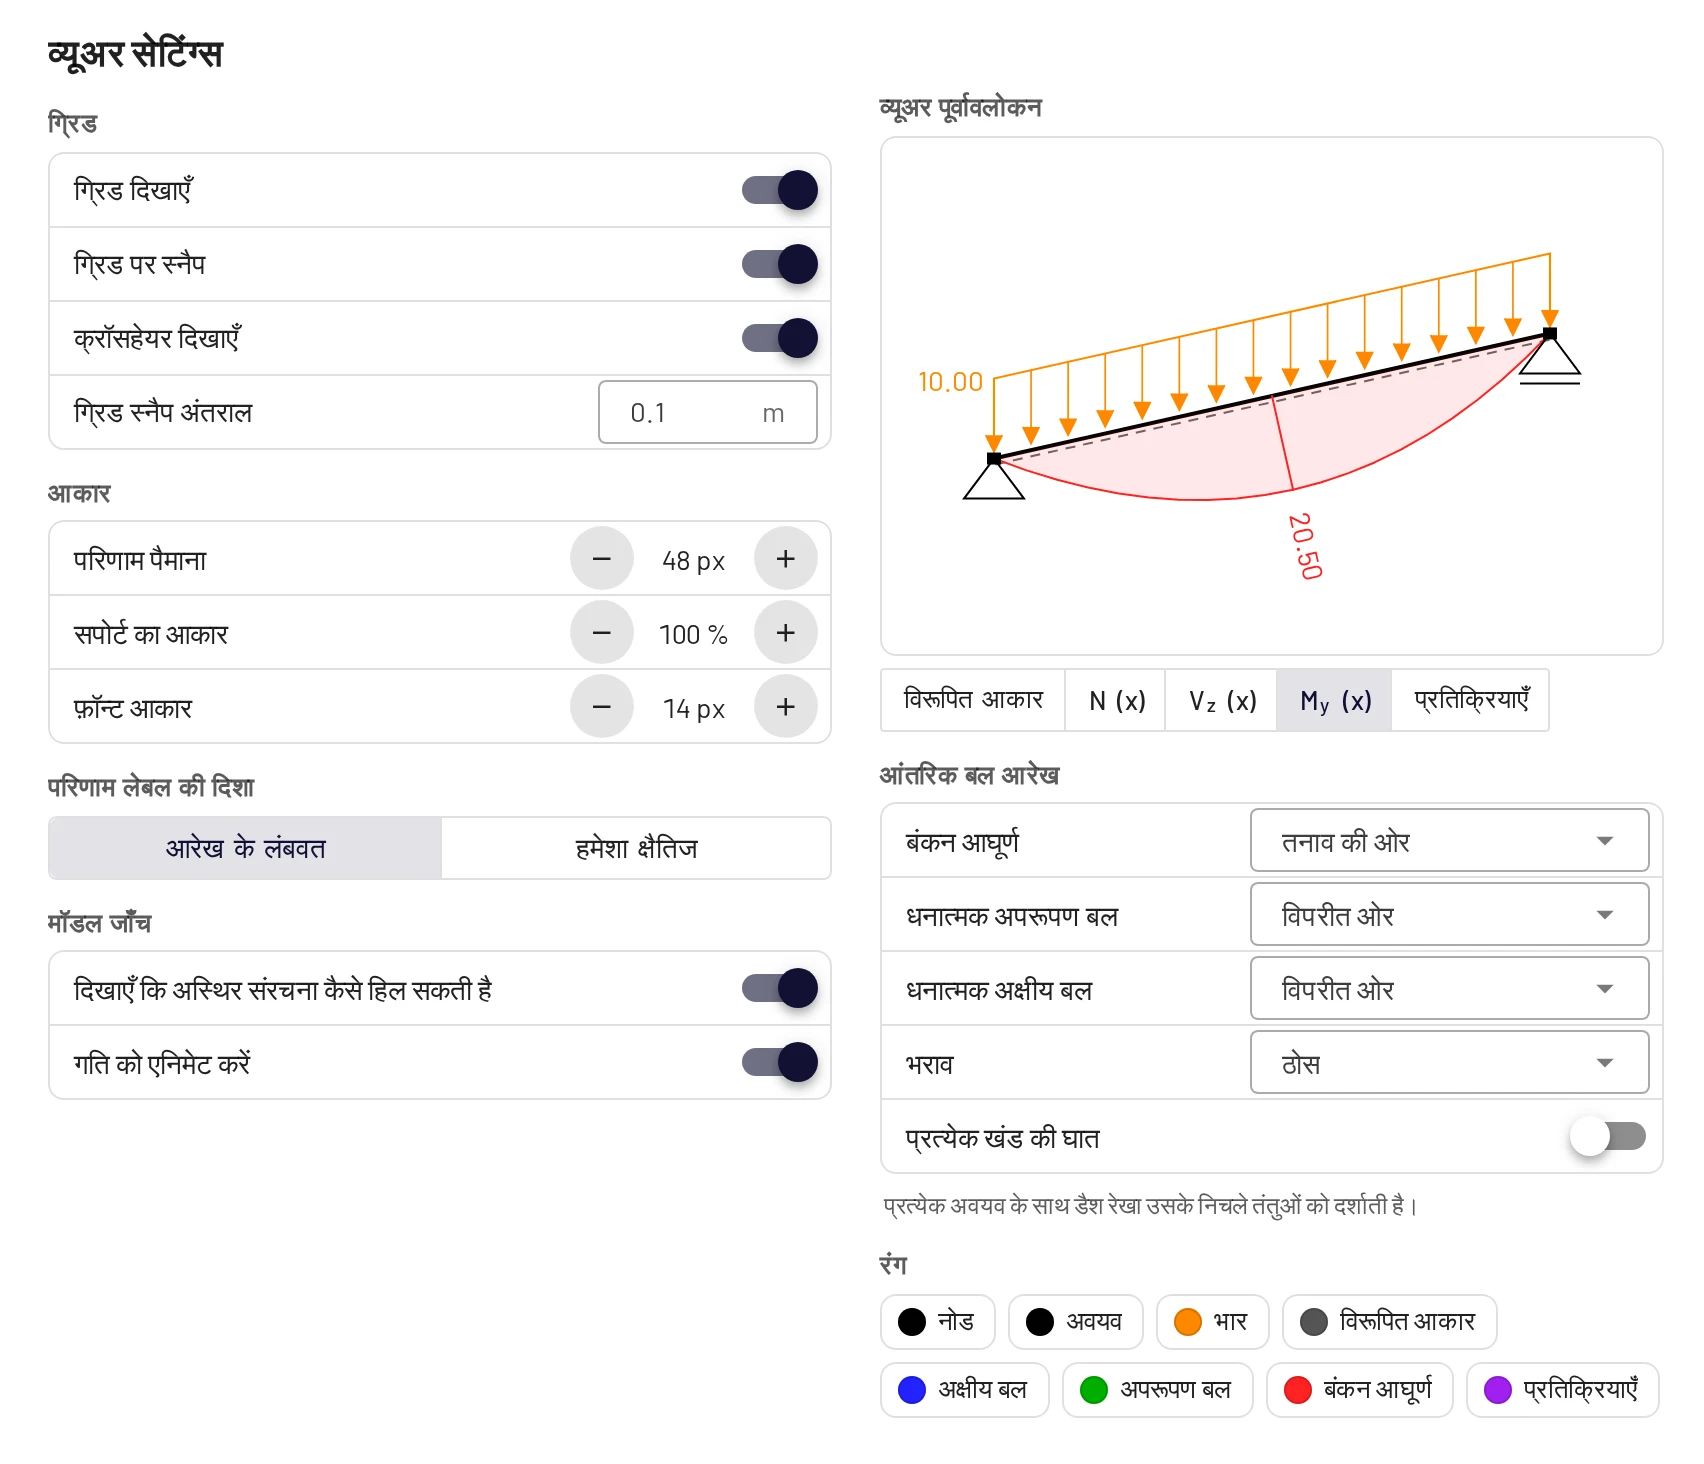 व्यूअर सेटिंग्स
ग्रिड
ग्रिड दिखाएँ
ग्रिड पर स्नैप
क्रॉसहेयर दिखाएँ
ग्रिड स्नैप अंतराल 0.1 m
आकार
परिणाम पैमाना − 48 px +
सपोर्ट का आकार − 100 % +
फ़ॉन्ट आकार − 14 px +
परिणाम लेबल की दिशा
आरेख के लंबवत हमेशा क्षैतिज
मॉडल जाँच
दिखाएँ कि अस्थिर संरचना कैसे हिल सकती है
गति को एनिमेट करें
व्यूअर पूर्वावलोकन
10.00
20.50
विरूपित आकार N (x) Vz (x) My (x) प्रतिक्रियाएँ
आंतरिक बल आरेख
बंकन आघूर्ण तनाव की ओर
धनात्मक अपरूपण बल विपरीत ओर
धनात्मक अक्षीय बल विपरीत ओर
भराव ठोस
प्रत्येक खंड की घात
प्रत्येक अवयव के साथ डैश रेखा उसके निचले तंतुओं को दर्शाती है।
रंग
नोड अवयव भार विरूपित आकार
अक्षीय बल अपरूपण बल बंकन आघूर्ण प्रतिक्रियाएँ